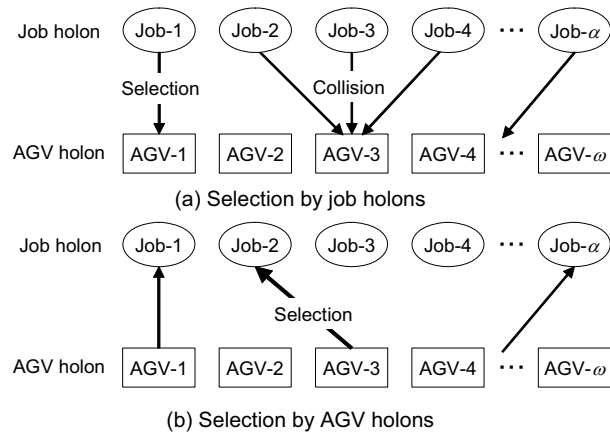 Job holon Job-1 Job-2 Job-3 Job-4 ··· Job-α
Selection Collision
AGV holon AGV-1 AGV-2 AGV-3 AGV-4 ··· AGV-ω
(a) Selection by job holons
Job holon Job-1 Job-2 Job-3 Job-4 ··· Job-α
Selection
AGV holon AGV-1 AGV-2 AGV-3 AGV-4 ··· AGV-ω
(b) Selection by AGV holons